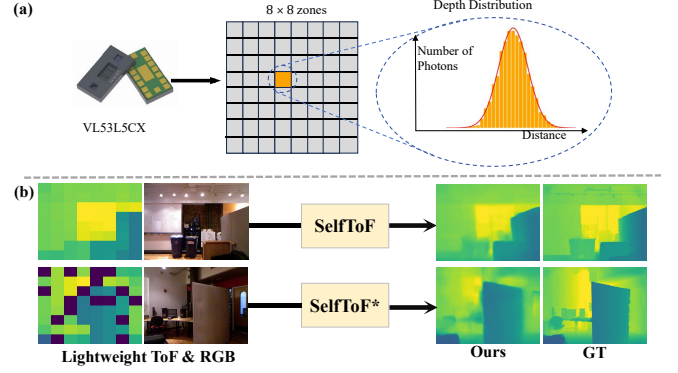 (a)
8 × 8 zones
Depth Distribution
Number of
Photons
VL53L5CX
Distance
(b)
SelfToF
SelfToF*
Lightweight ToF & RGB
Ours
GT